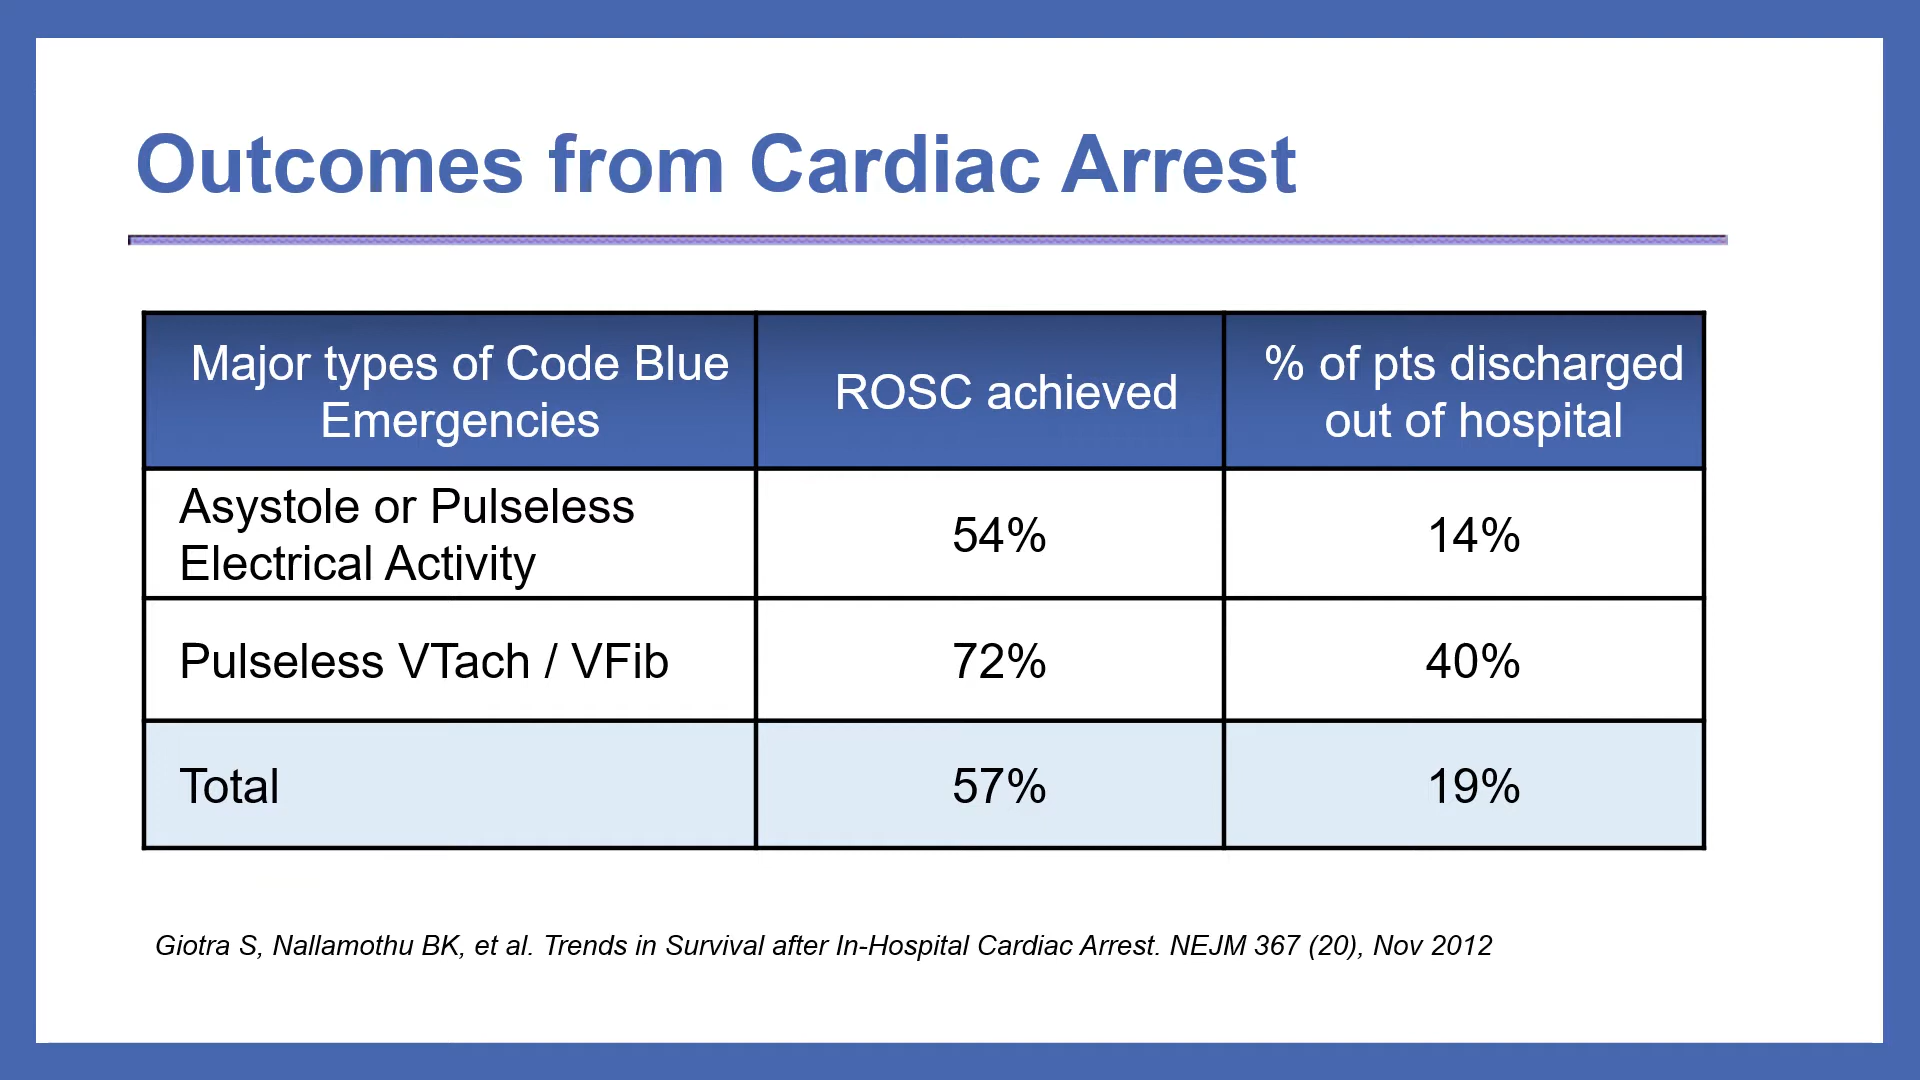 Outcomes from Cardiac Arrest
Major types of Code Blue
Emergencies
ROSC achieved
% of pts discharged
out of hospital
Asystole or Pulseless
Electrical Activity
54%
14%
Pulseless VTach / VFib
72%
40%
Total
57%
19%
Giotra S, Nallamothu BK, et al. Trends in Survival after In-Hospital Cardiac Arrest. NEJM 367 (20), Nov 2012